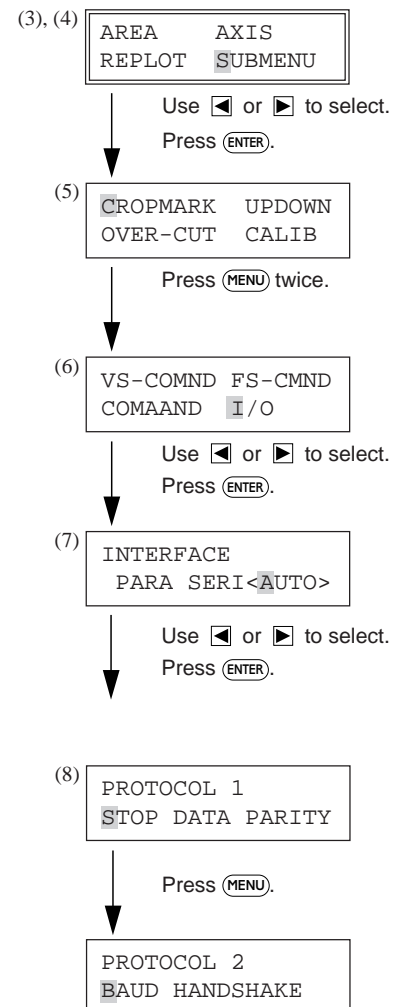 (3), (4)
AREA AXIS
REPLOT SUBMENU
Use ◀ or ▶ to select.
Press ENTER.
(5)
CROPMARK UPDOWN
OVER-CUT CALIB
Press MENU twice.
(6)
VS-COMND FS-CMND
COMAAND I/O
Use ◀ or ▶ to select.
Press ENTER.
(7)
INTERFACE
PARA SERI<AUTO>
Use ◀ or ▶ to select.
Press ENTER.
(8)
PROTOCOL 1
STOP DATA PARITY
Press MENU.
PROTOCOL 2
BAUD HANDSHAKE